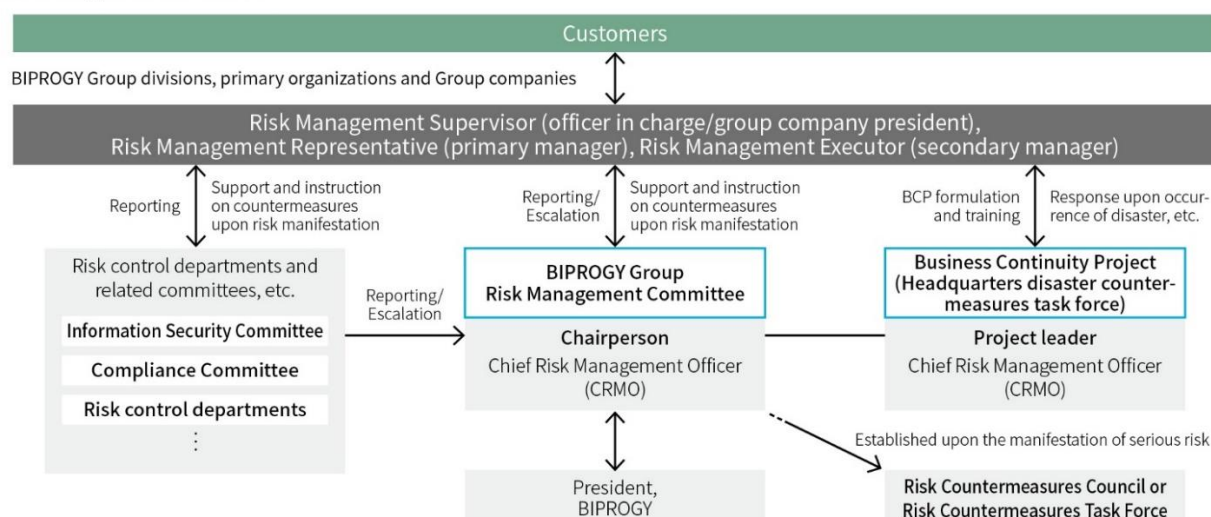 Customers
BIPROGY Group divisions, primary organizations and Group companies
Risk Management Supervisor (officer in charge/group company president),
Risk Management Representative (primary manager), Risk Management Executor (secondary manager)
Reporting
Support and instruction
on countermeasures
upon risk manifestation
Reporting/
Escalation
Support and instruction
on countermeasures
upon risk manifestation
BCP formulation
and training
Response upon occur-
rence of disaster, etc.
Risk control departments and
related committees, etc.
Information Security Committee
Compliance Committee
Risk control departments
⋮
Reporting/
Escalation
BIPROGY Group
Risk Management Committee
Chairperson
Chief Risk Management Officer
(CRMO)
Business Continuity Project
(Headquarters disaster counter-
measures task force)
Project leader
Chief Risk Management Officer
(CRMO)
Established upon the manifestation of serious risk
President,
BIPROGY
Risk Countermeasures Council or
Risk Countermeasures Task Force